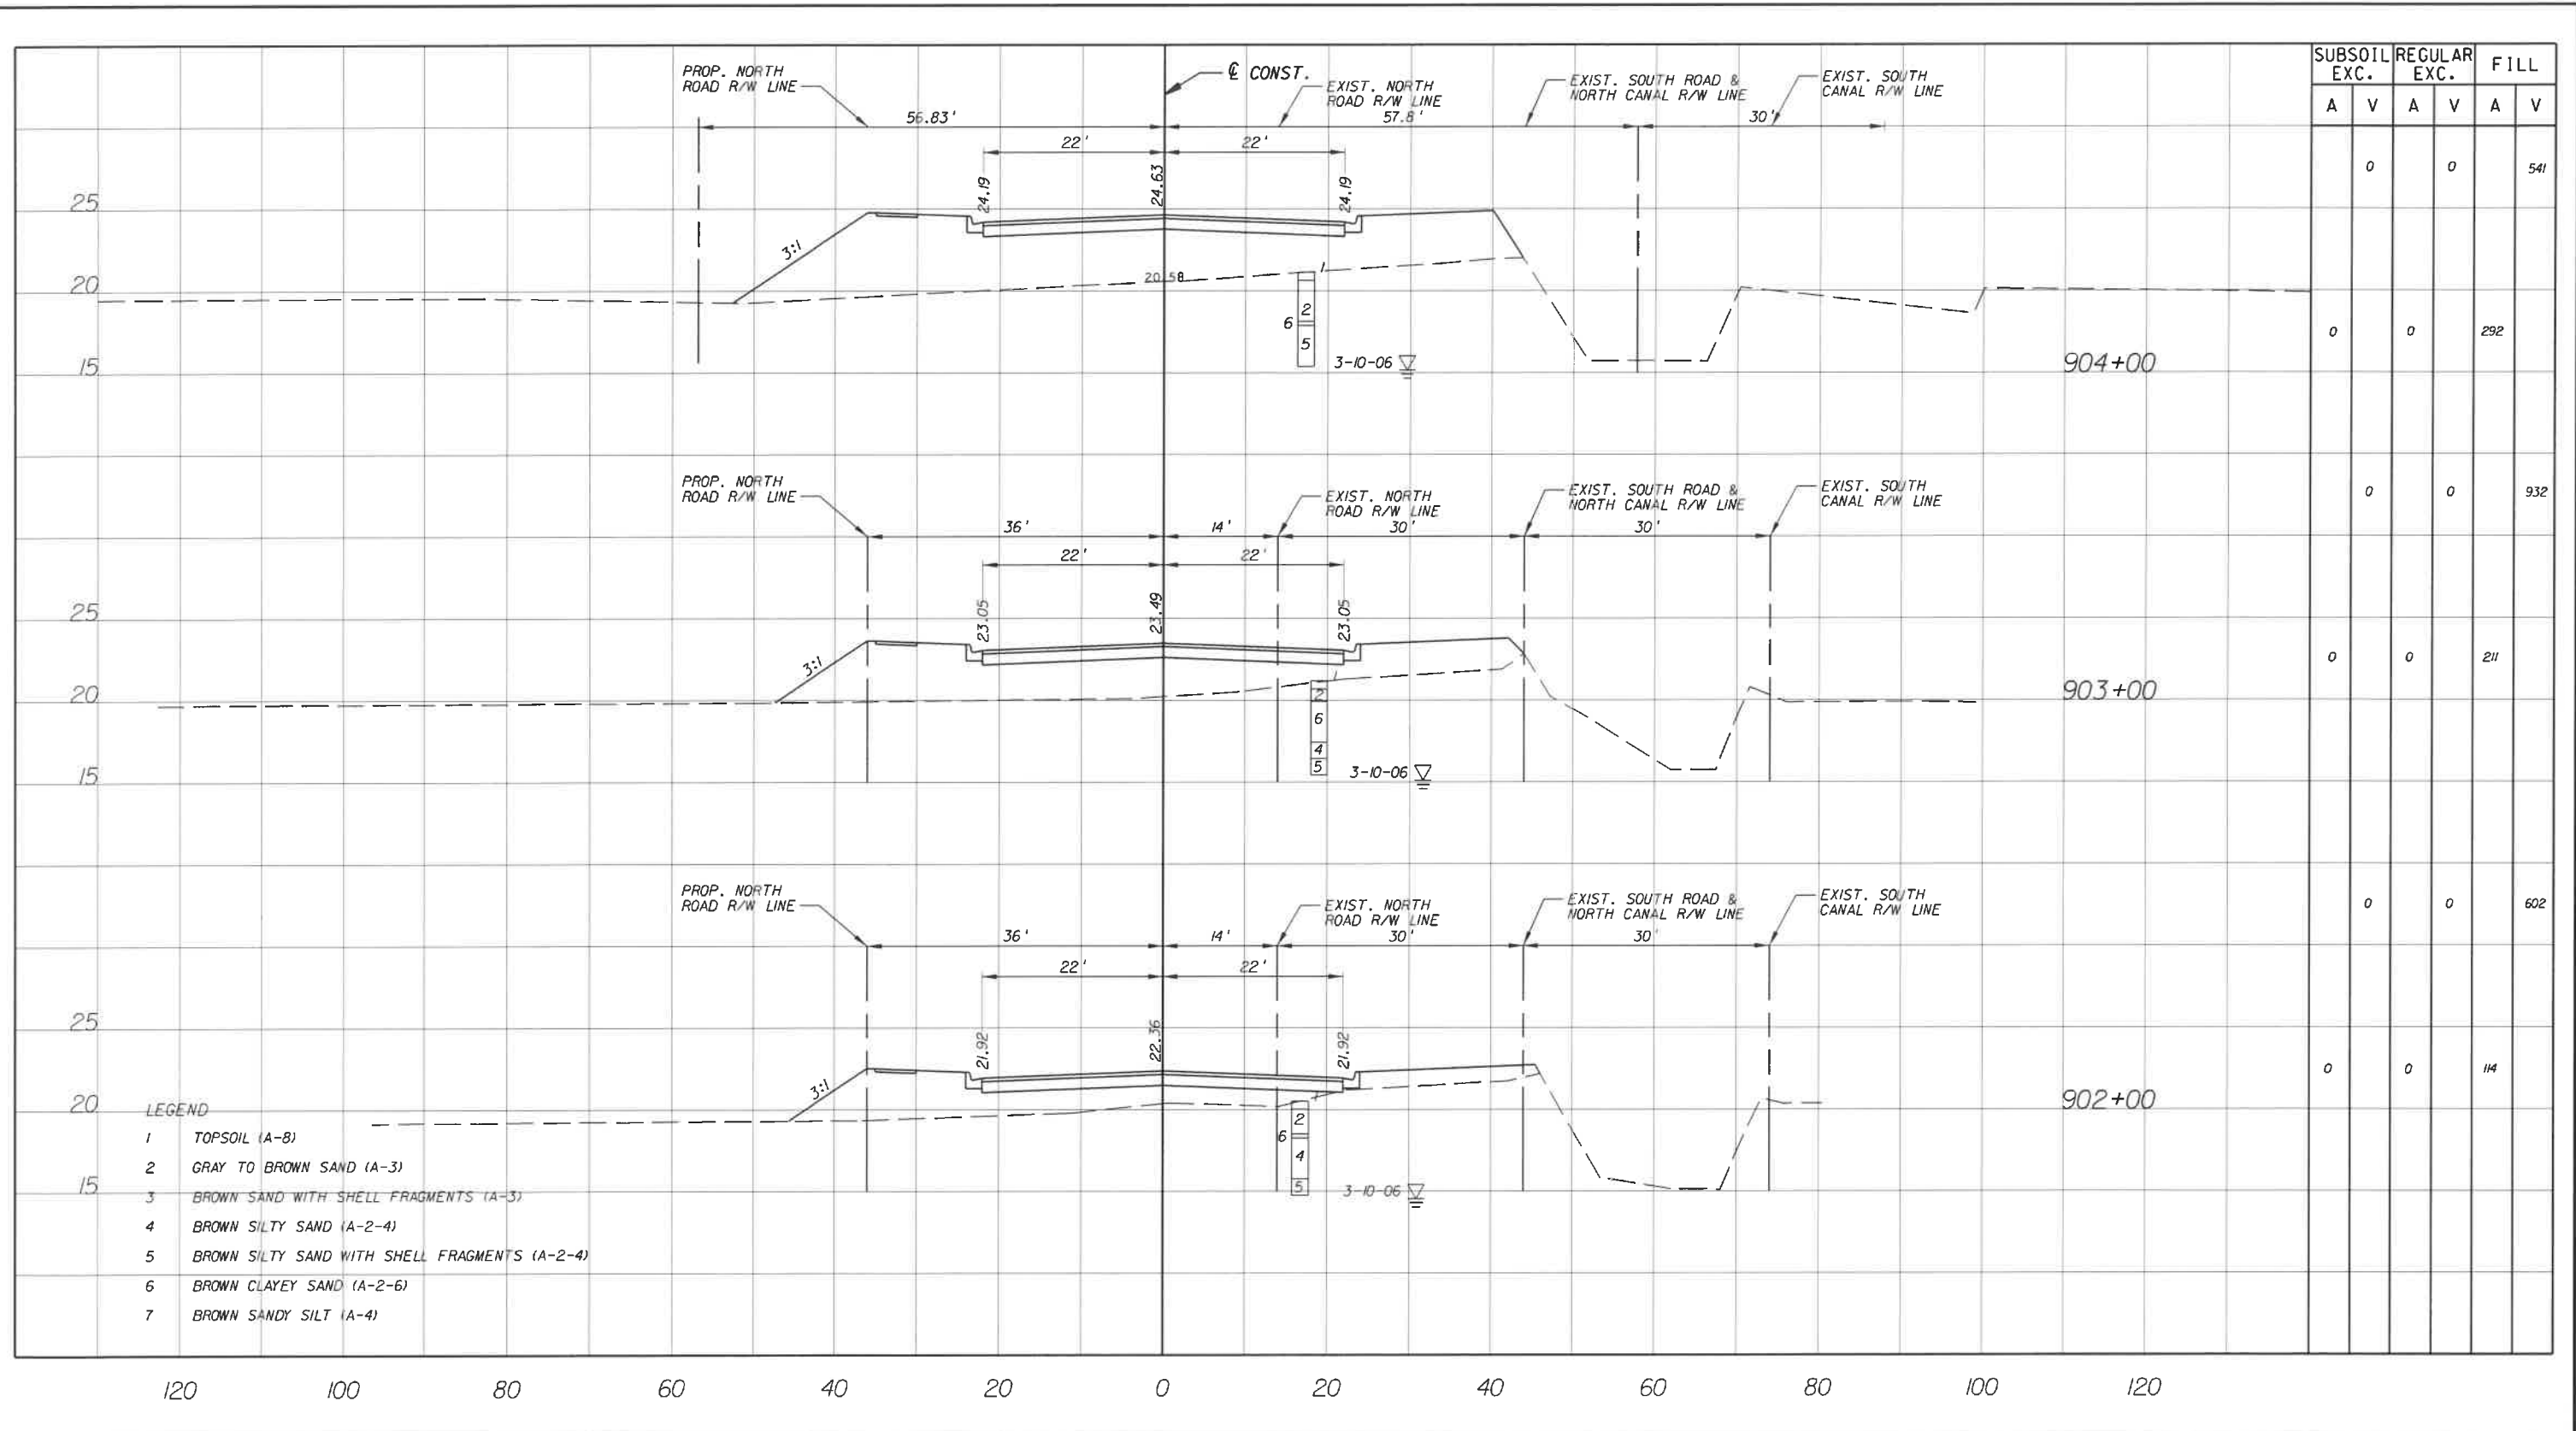 SUBSOIL EXC. REGULAR EXC. FILL
A V A V A V
PROP. NORTH
ROAD R/W LINE
℄ CONST.
EXIST. NORTH
ROAD R/W LINE
EXIST. SOUTH ROAD &
NORTH CANAL R/W LINE
EXIST. SOUTH
CANAL R/W LINE
56.83' 57.8' 30'
22' 22'
0 0 541
24.19 24.63 24.19
25
3:1
20 20.58 1
2
6
5
0 0 292
15 3-10-06 904+00
PROP. NORTH
ROAD R/W LINE
EXIST. NORTH
ROAD R/W LINE
EXIST. SOUTH ROAD &
NORTH CANAL R/W LINE
EXIST. SOUTH
CANAL R/W LINE
0 0 932
36' 14' 30' 30'
22' 22'
23.05 23.49 23.05
25
3:1
0 0 211
20 1 903+00
2
6
4
5
15 3-10-06
PROP. NORTH
ROAD R/W LINE
EXIST. NORTH
ROAD R/W LINE
EXIST. SOUTH ROAD &
NORTH CANAL R/W LINE
EXIST. SOUTH
CANAL R/W LINE
0 0 602
36' 14' 30' 30'
22' 22'
21.92 22.36 21.92
25
3:1
0 0 114
20 902+00
2
6
4
5
15 3-10-06
LEGEND
1 TOPSOIL (A-8)
2 GRAY TO BROWN SAND (A-3)
3 BROWN SAND WITH SHELL FRAGMENTS (A-3)
4 BROWN SILTY SAND (A-2-4)
5 BROWN SILTY SAND WITH SHELL FRAGMENTS (A-2-4)
6 BROWN CLAYEY SAND (A-2-6)
7 BROWN SANDY SILT (A-4)
120 100 80 60 40 20 0 20 40 60 80 100 120